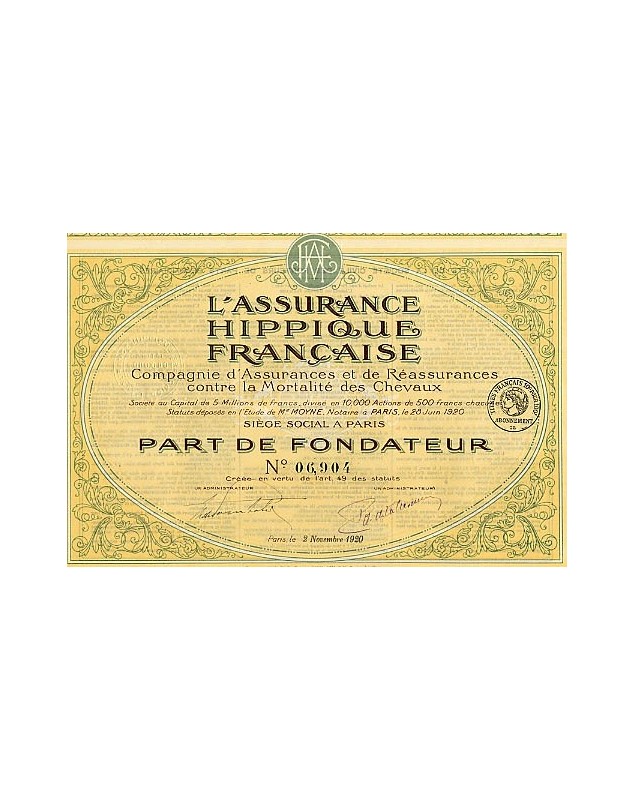 L'ASSURANCE
HIPPIQUE
FRANÇAISE
Compagnie d'Assurances et de Réassurances
contre la Mortalité des Chevaux
Société au Capital de 5 Millions de francs, divisé en 10,000 Actions de 500 francs chacune
Statuts déposés en l'Etude de Me MOYNE, Notaire à PARIS, le 20 Juin 1920
SIÈGE SOCIAL A PARIS
PART DE FONDATEUR
No 06,904
Créée en vertu de l'art. 49 des statuts
UN ADMINISTRATEUR UN ADMINISTRATEUR
Paris, le 2 Novembre 1920
ABONNEMENT